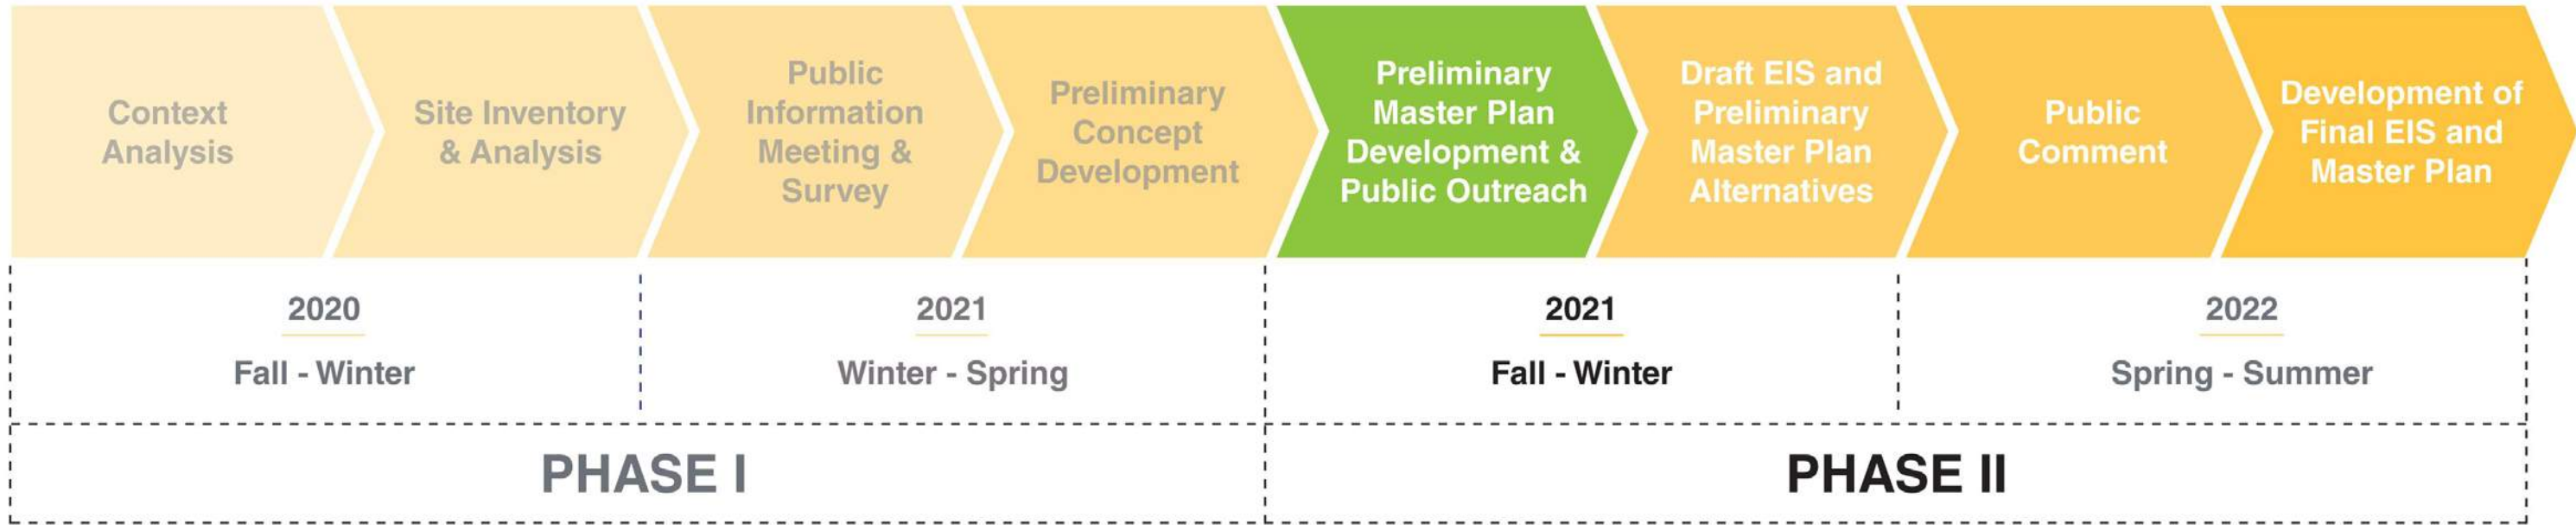 Context
Analysis
Site Inventory
& Analysis
Public
Information
Meeting &
Survey
Preliminary
Concept
Development
Preliminary
Master Plan
Development &
Public Outreach
Draft EIS and
Preliminary
Master Plan
Alternatives
Public
Comment
Development of
Final EIS and
Master Plan
2020
Fall - Winter
2021
Winter - Spring
2021
Fall - Winter
2022
Spring - Summer
PHASE I
PHASE II